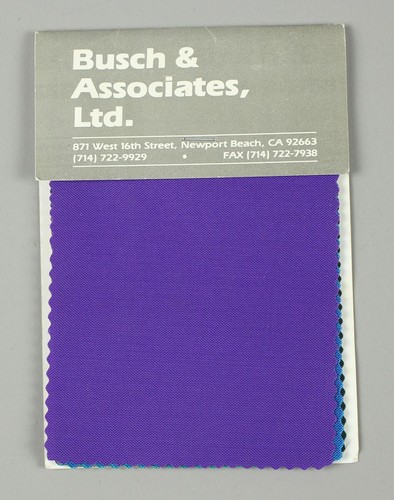 Busch &
Associates,
Ltd.
871 West 16th Street, Newport Beach, CA 92663
(714) 722-9929 • FAX (714) 722-7938